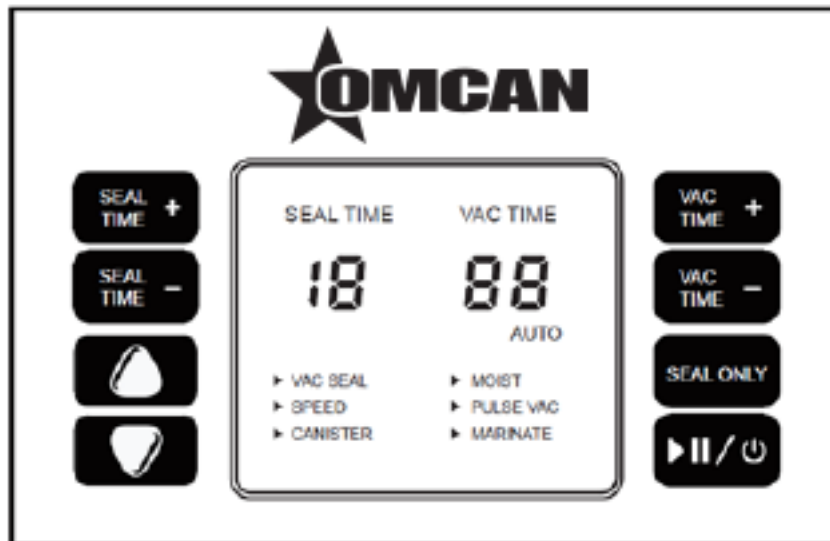 OMCAN
SEAL TIME +
SEAL TIME −
SEAL TIME
VAC TIME
18
88
AUTO
▶ VAC SEAL
▶ SPEED
▶ CANISTER
▶ MOIST
▶ PULSE VAC
▶ MARINATE
VAC TIME +
VAC TIME −
SEAL ONLY